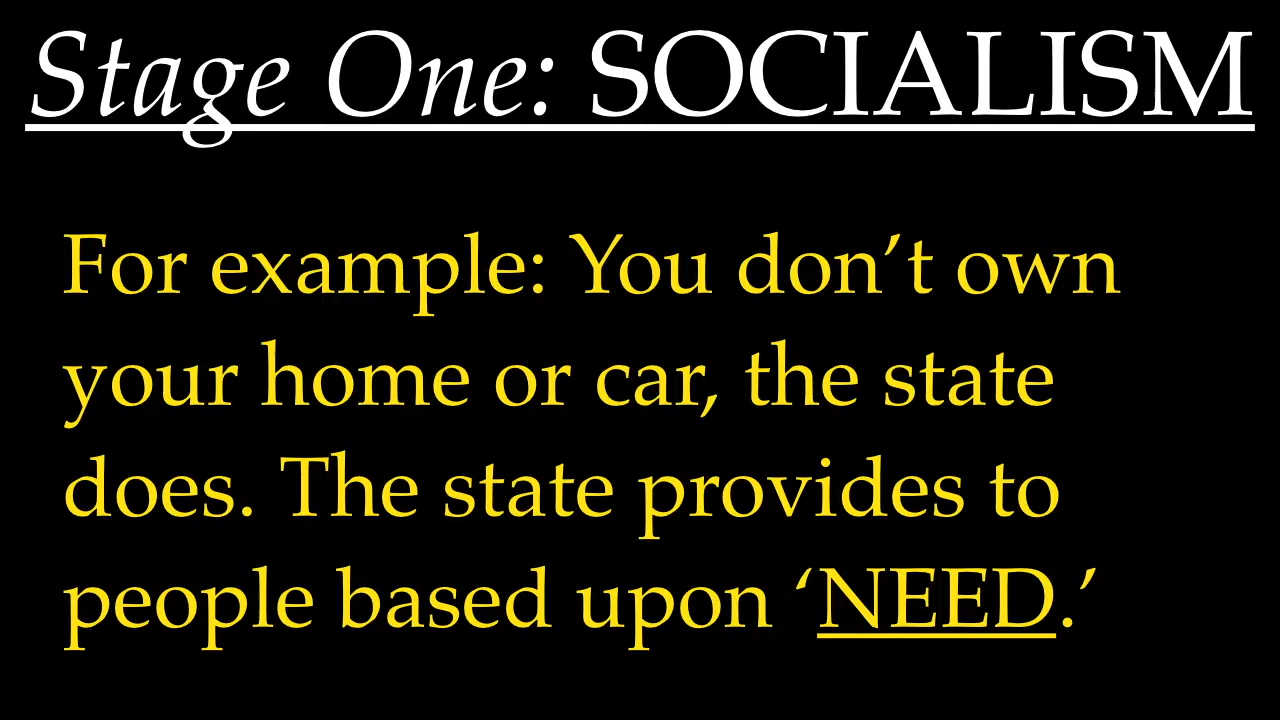 Stage One: SOCIALISM
For example: You don’t own
your home or car, the state
does. The state provides to
people based upon ‘NEED.’